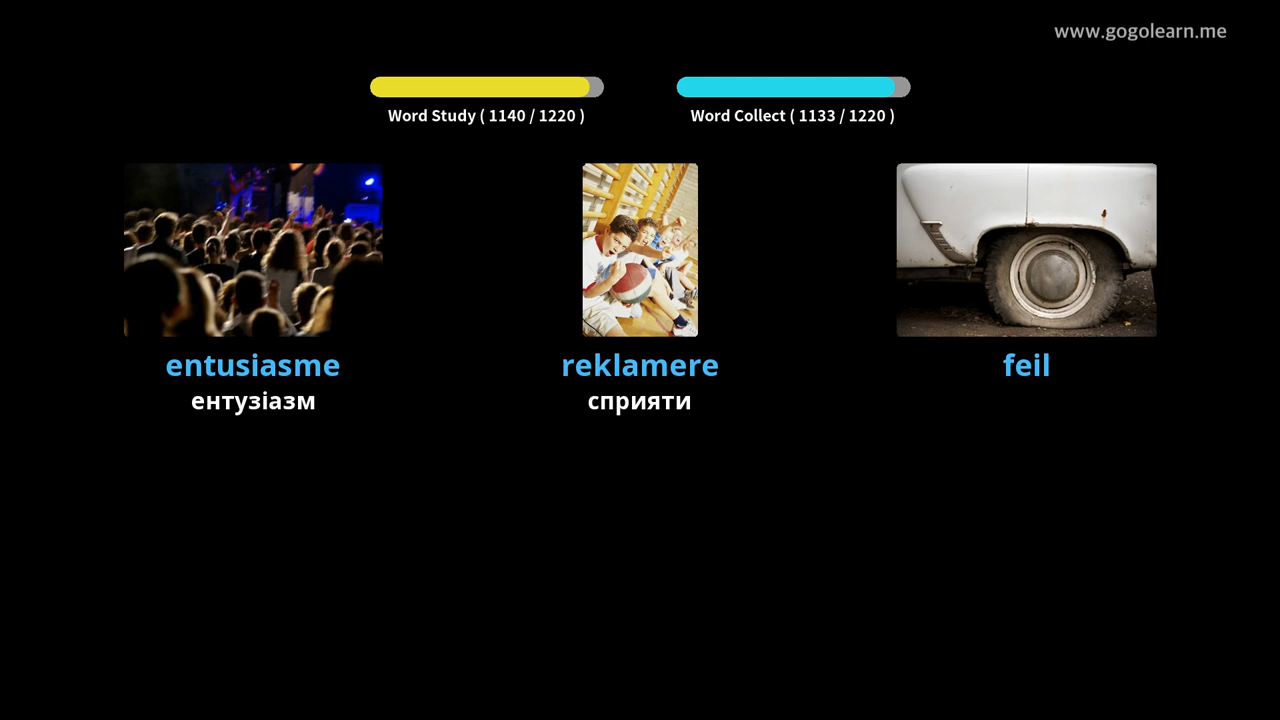 www.gogolearn.me
Word Study ( 1140 / 1220 )
Word Collect ( 1133 / 1220 )
entusiasme
ентузіазм
reklamere
сприяти
feil